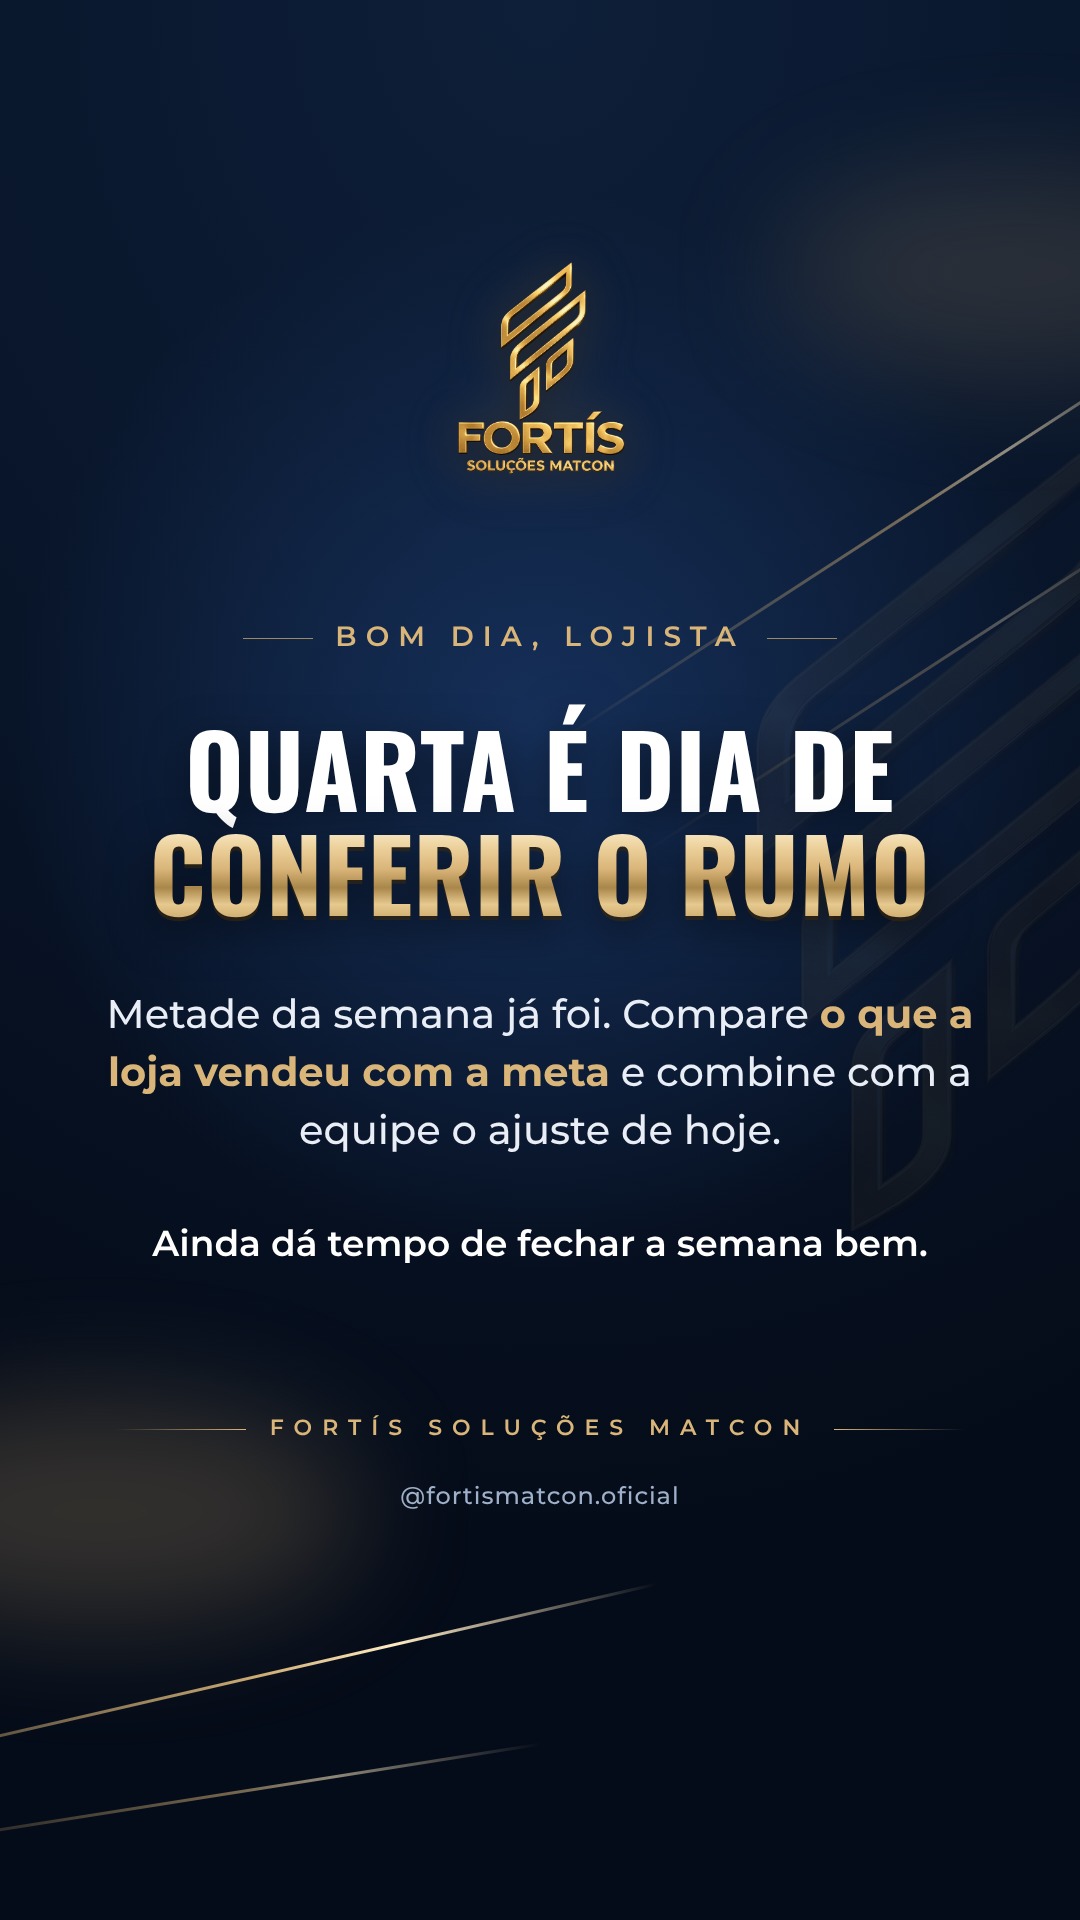 FORTÍS
SOLUÇÕES MATCON
BOM DIA, LOJISTA
QUARTA É DIA DE
CONFERIR O RUMO
Metade da semana já foi. Compare o que a
loja vendeu com a meta e combine com a
equipe o ajuste de hoje.
Ainda dá tempo de fechar a semana bem.
FORTÍS SOLUÇÕES MATCON
@fortismatcon.oficial